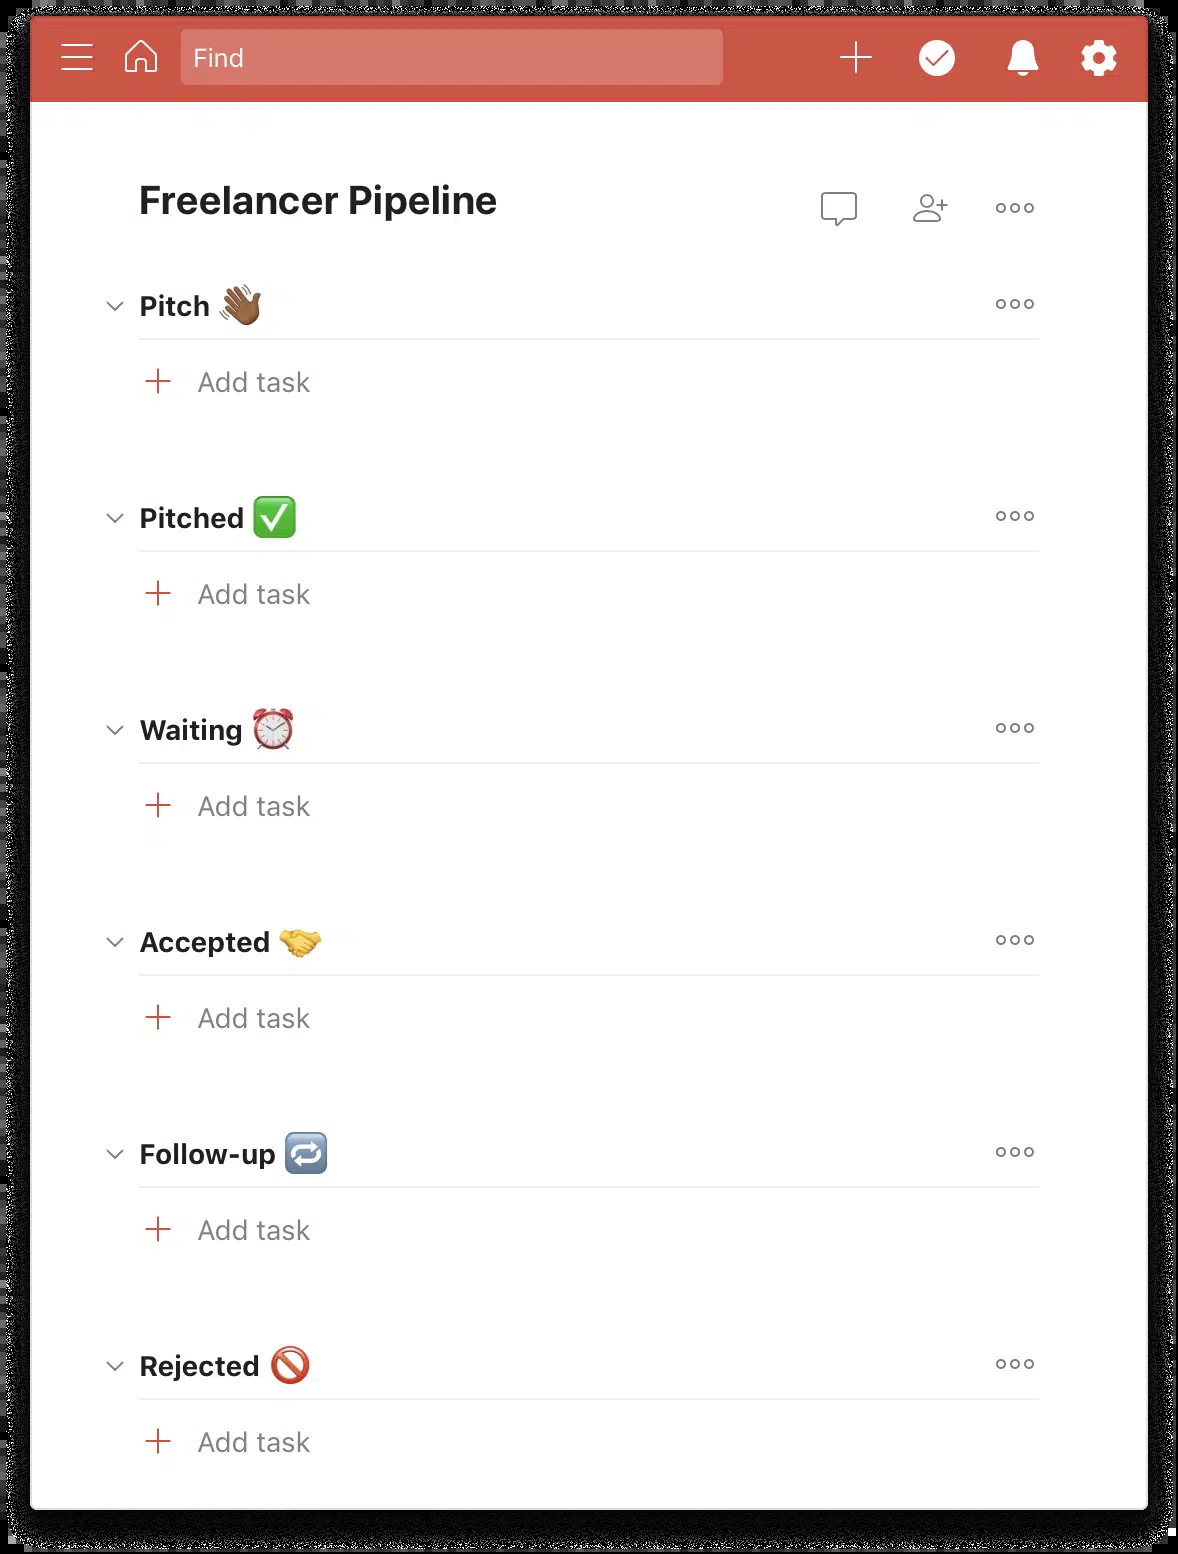 Find
Freelancer Pipeline
Pitch 👋🏾
Add task
Pitched ✅
Add task
Waiting ⏰
Add task
Accepted 🤝
Add task
Follow-up 🔁
Add task
Rejected 🚫
Add task